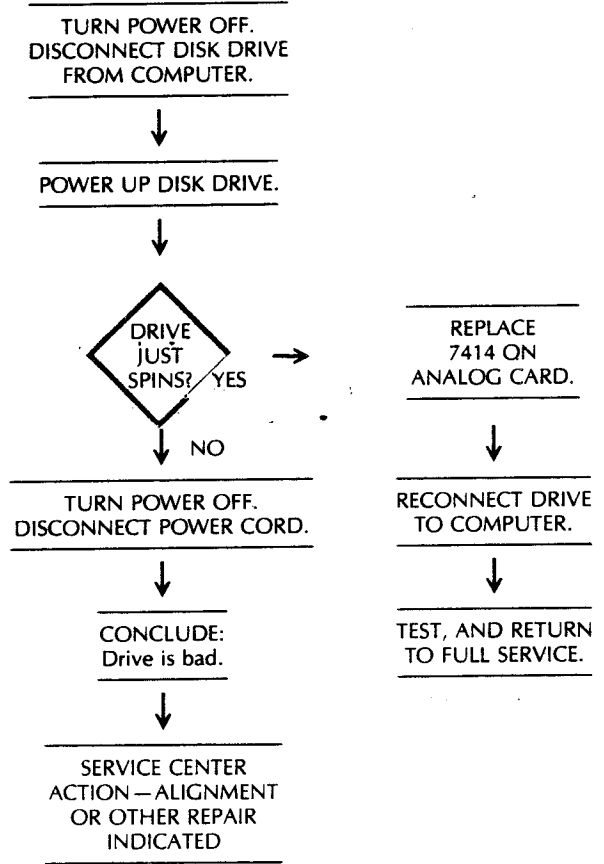 TURN POWER OFF.
DISCONNECT DISK DRIVE
FROM COMPUTER.
POWER UP DISK DRIVE.
DRIVE
JUST
SPINS? YES
NO
TURN POWER OFF.
DISCONNECT POWER CORD.
CONCLUDE:
Drive is bad.
SERVICE CENTER
ACTION—ALIGNMENT
OR OTHER REPAIR
INDICATED
REPLACE
7414 ON
ANALOG CARD.
RECONNECT DRIVE
TO COMPUTER.
TEST, AND RETURN
TO FULL SERVICE.